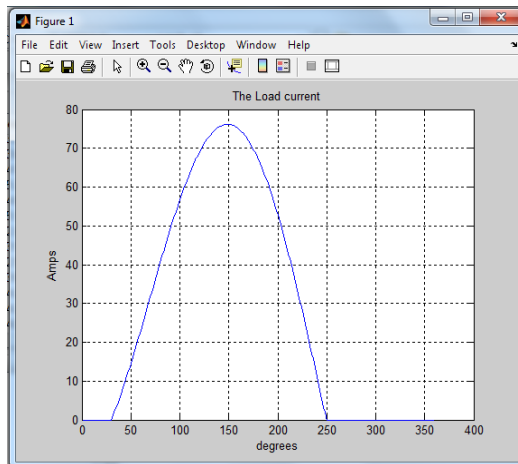 Figure 1
File Edit View Insert Tools Desktop Window Help
The Load current
80
70
60
50
40
30
20
10
0
Amps
0 50 100 150 200 250 300 350 400
degrees